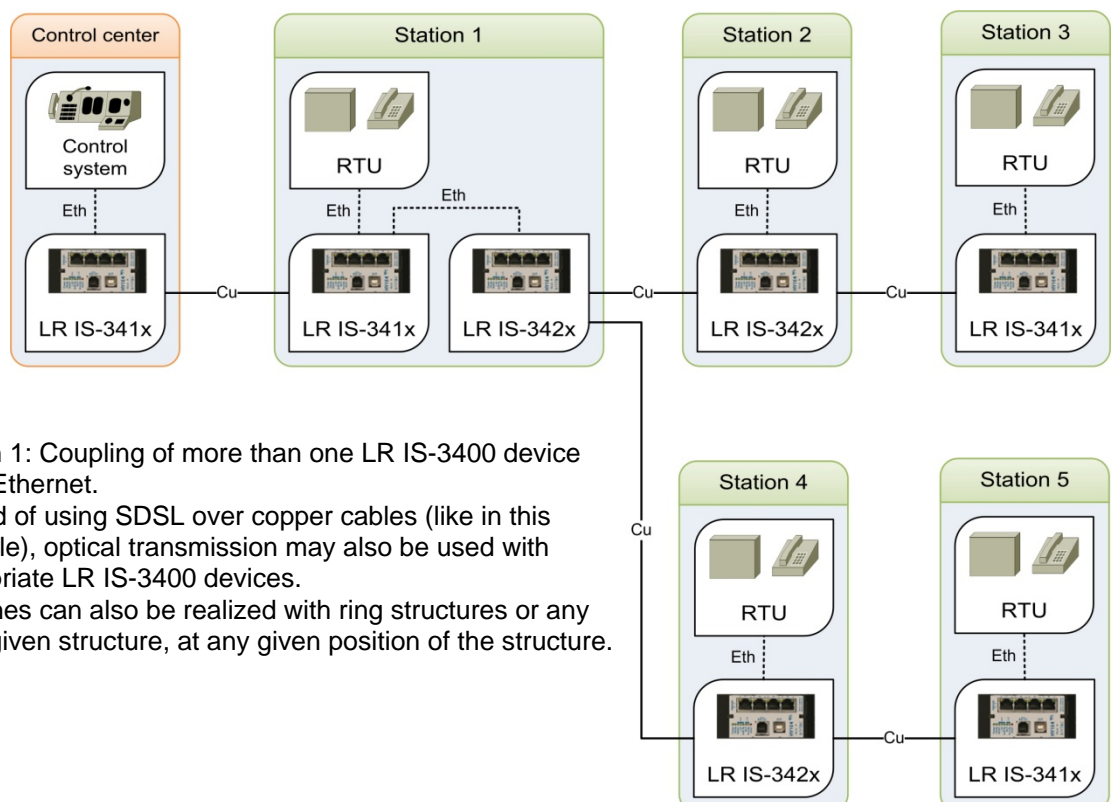 Control center
Station 1
Station 2
Station 3
Control
system
RTU
RTU
RTU
Eth
Eth
Eth
Eth
Eth
LR IS-341x
Cu
LR IS-341x
LR IS-342x
Cu
LR IS-342x
Cu
LR IS-341x
1: Coupling of more than one LR IS-3400 device
Ethernet.
of using SDSL over copper cables (like in this
optical transmission may also be used with
LR IS-3400 devices.
can also be realized with ring structures or any
given structure, at any given position of the structure.
Cu
Station 4
Station 5
RTU
RTU
Eth
Eth
LR IS-342x
Cu
LR IS-341x